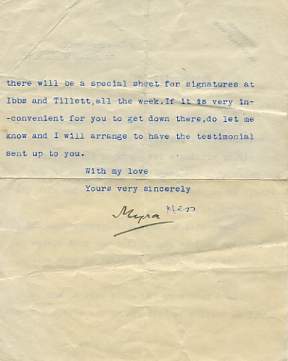 there will be a special sheet for signatures at
Ibbs and Tillett,all the week.If it is very in-
-convenient for you to get down there,do let me
know and I will arrange to have the testimonial
sent up to you.
With my love
Yours very sincerely
Myra Hess